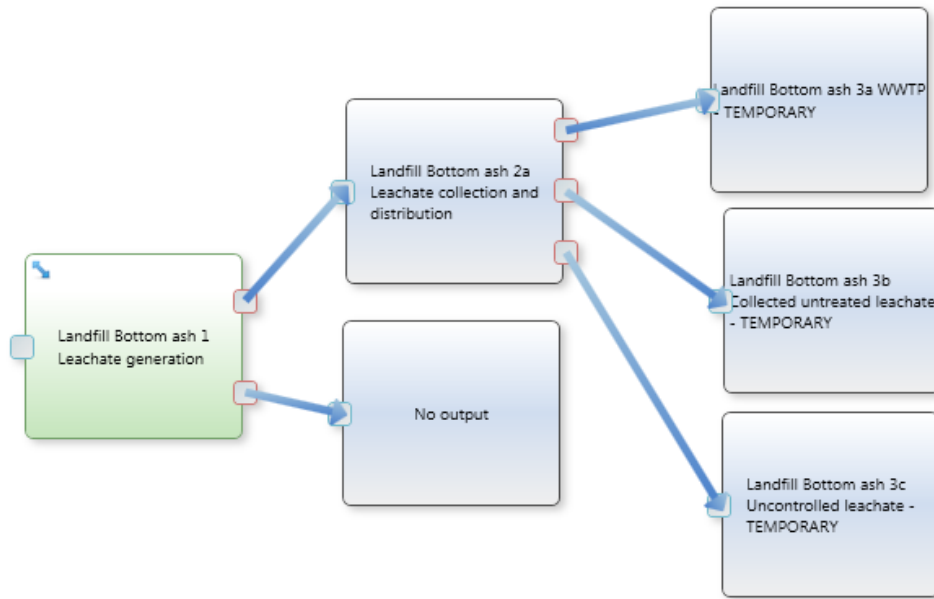 Landfill Bottom ash 1
Leachate generation
Landfill Bottom ash 2a
Leachate collection and
distribution
No output
Landfill Bottom ash 3a WWTP
- TEMPORARY
Landfill Bottom ash 3b
Collected untreated leachate
- TEMPORARY
Landfill Bottom ash 3c
Uncontrolled leachate -
TEMPORARY